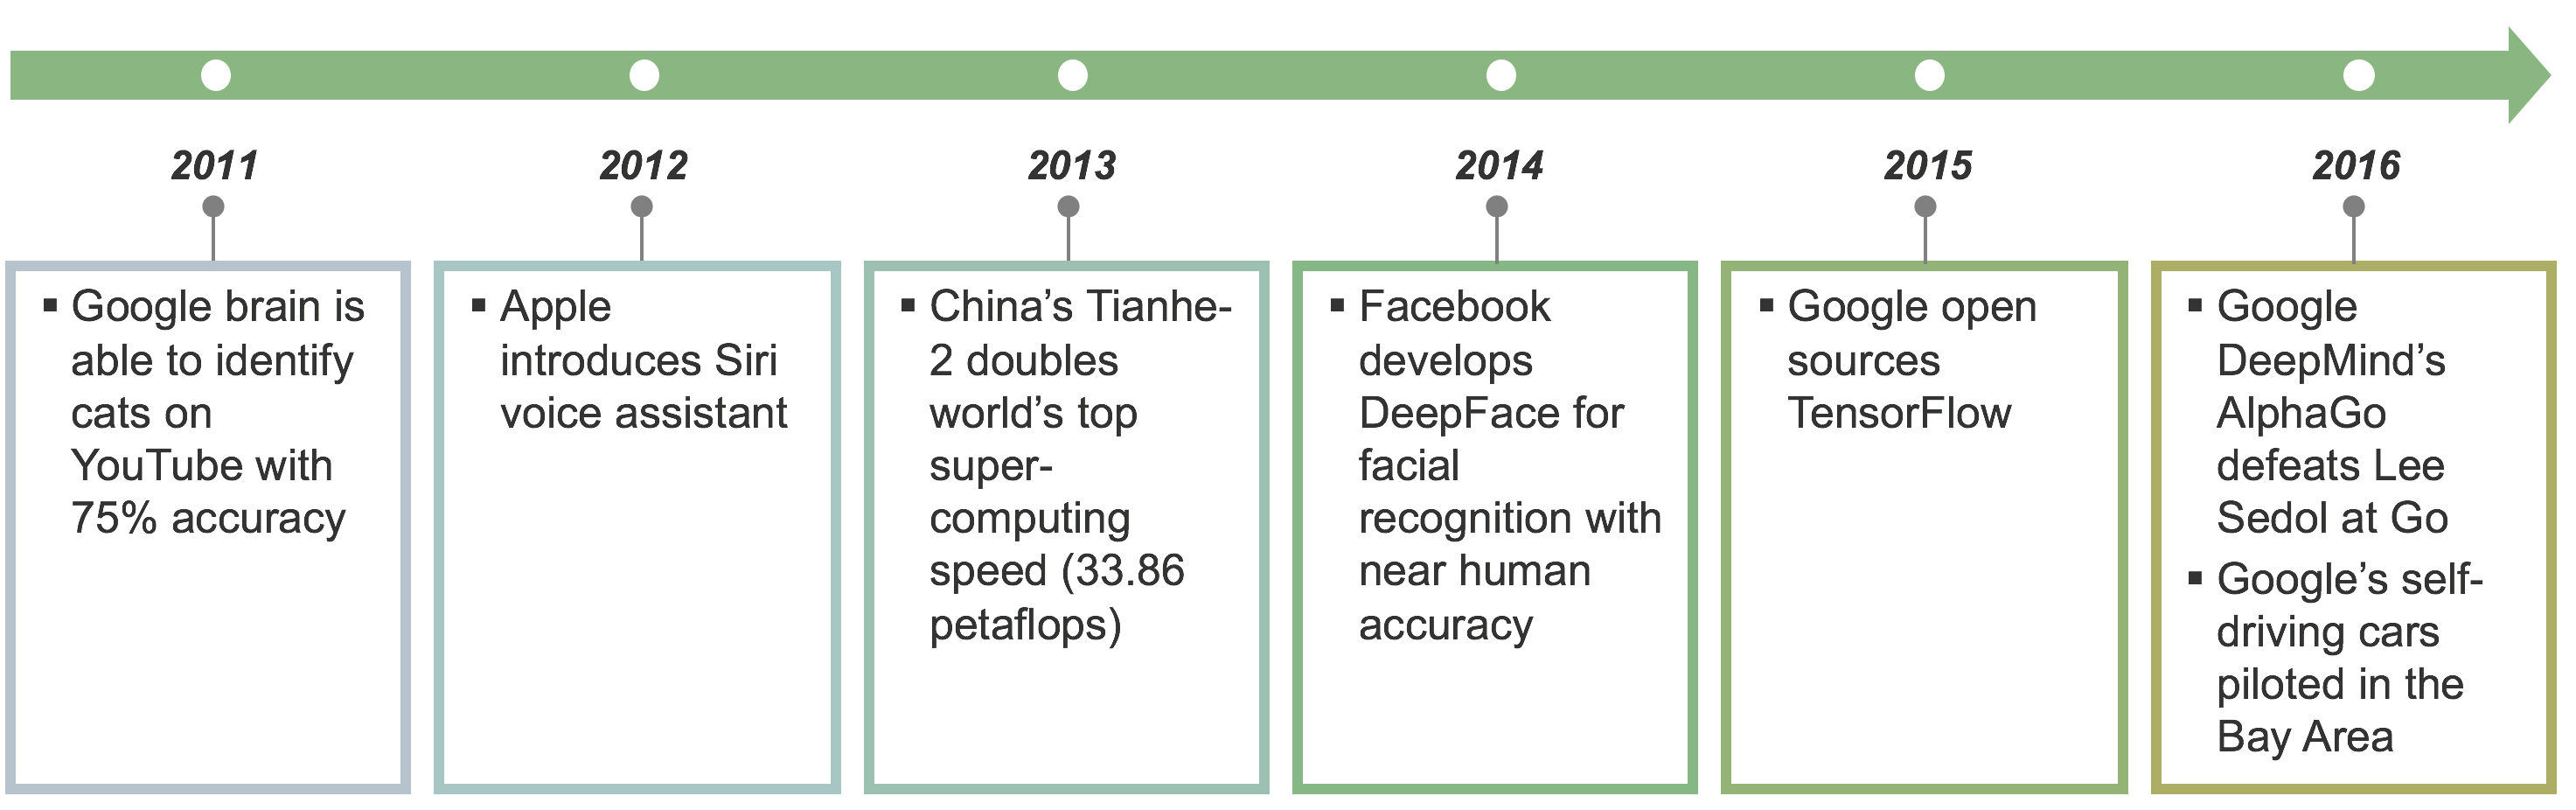 2011
2012
2013
2014
2015
2016
▪ Google brain is
able to identify
cats on
YouTube with
75% accuracy
▪ Apple
introduces Siri
voice assistant
▪ China’s Tianhe-
2 doubles
world’s top
super-
computing
speed (33.86
petaflops)
▪ Facebook
develops
DeepFace for
facial
recognition with
near human
accuracy
▪ Google open
sources
TensorFlow
▪ Google
DeepMind’s
AlphaGo
defeats Lee
Sedol at Go
▪ Google’s self-
driving cars
piloted in the
Bay Area